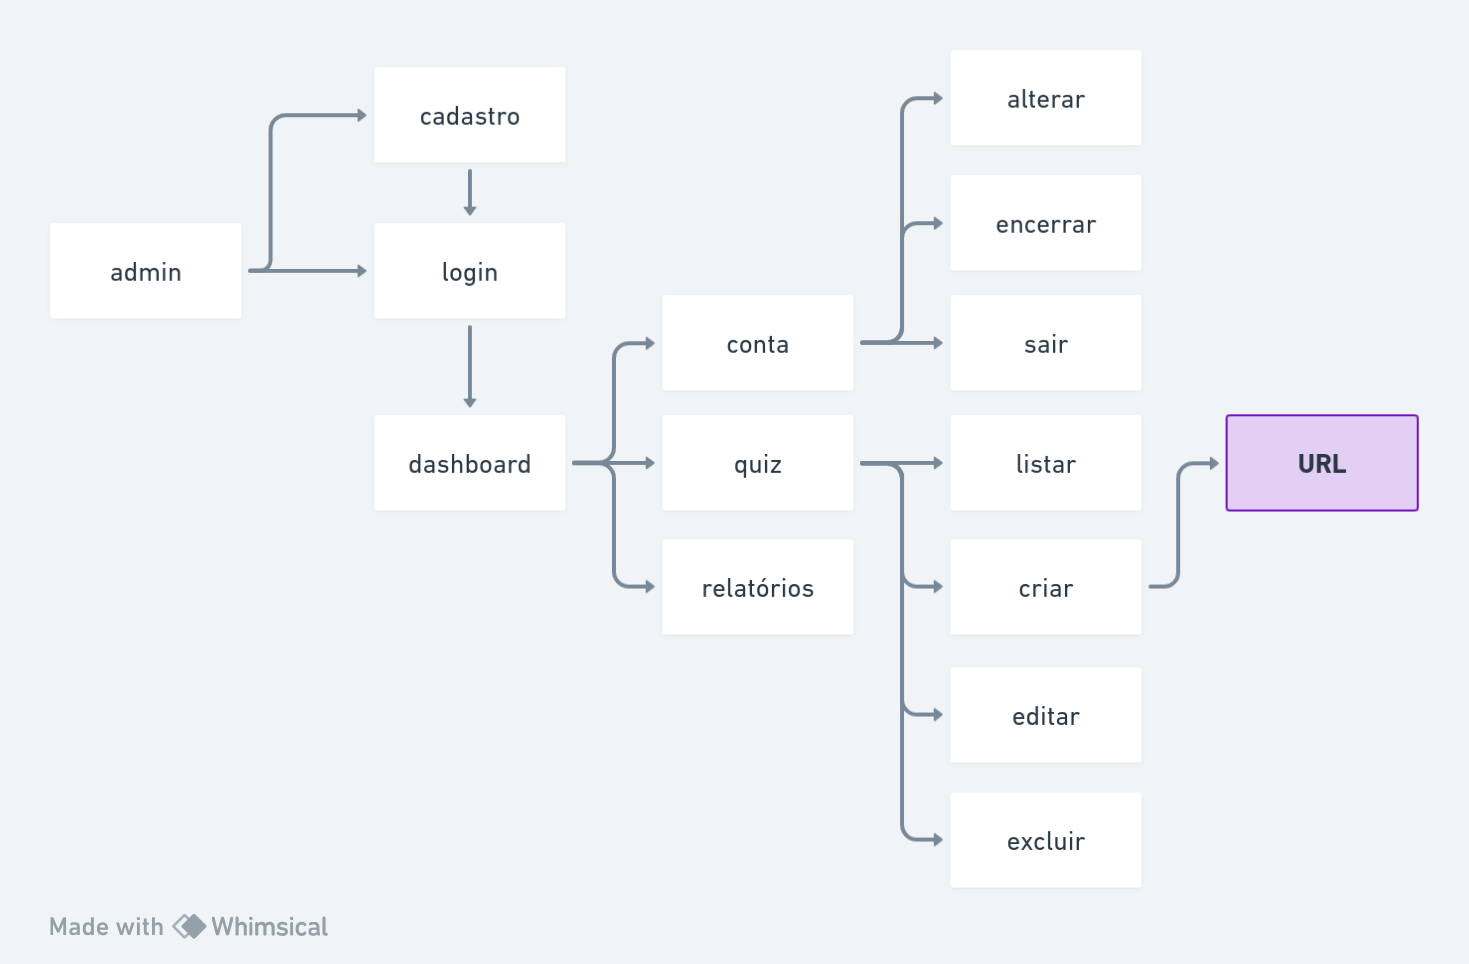 admin
cadastro
login
dashboard
conta
quiz
relatórios
alterar
encerrar
sair
listar
criar
editar
excluir
URL
Made with Whimsical